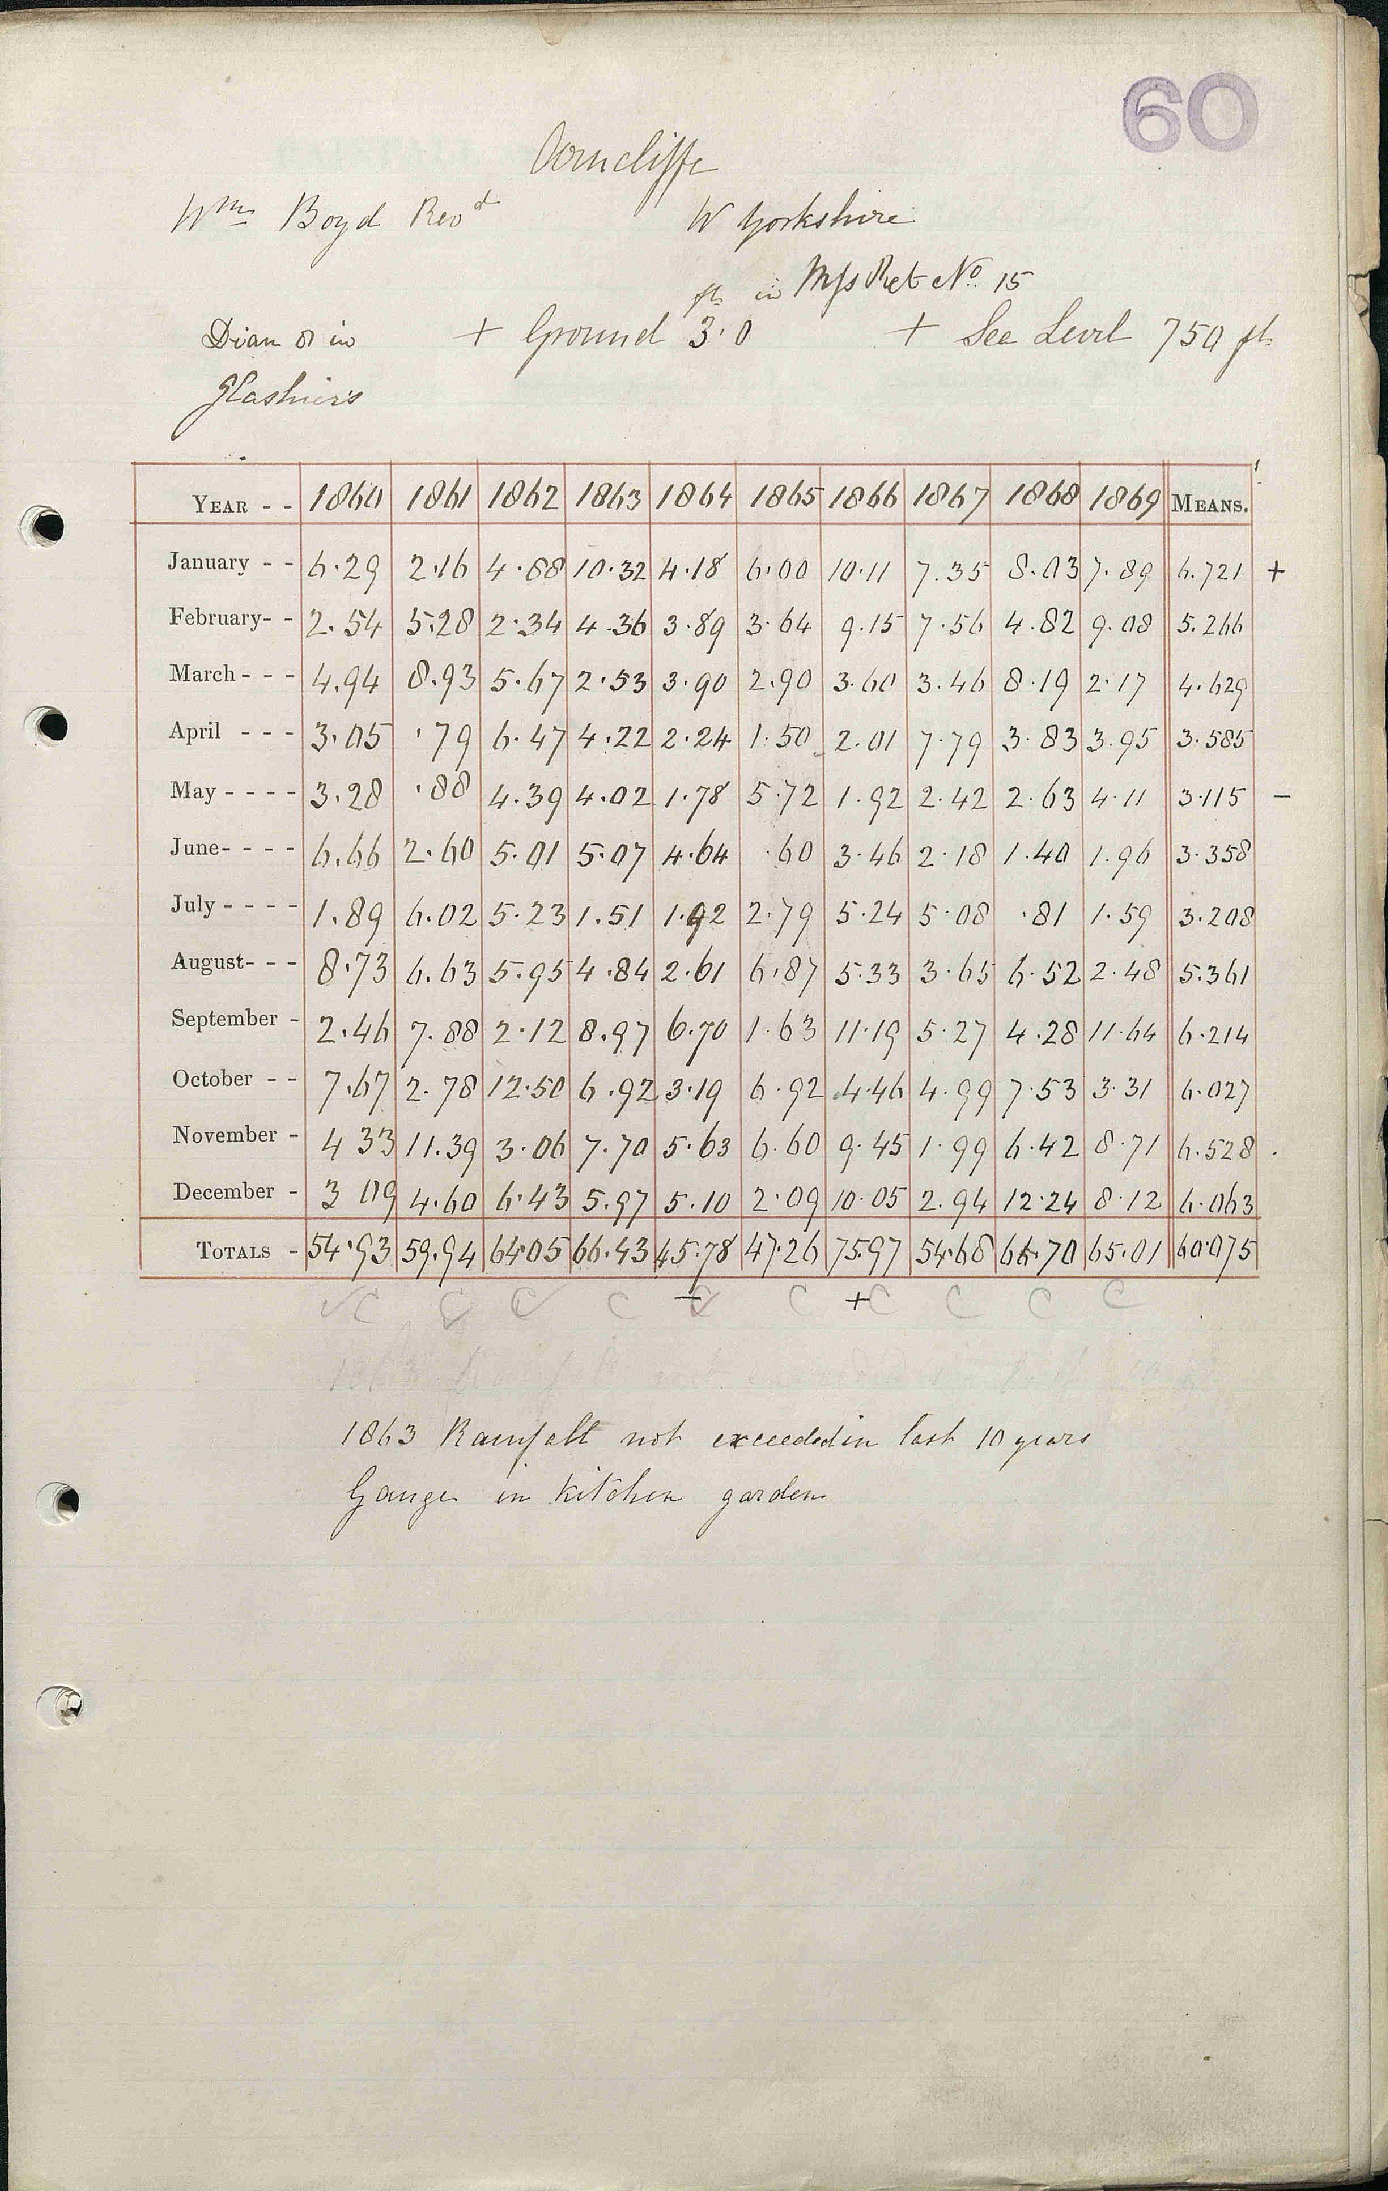 60
Arncliffe
Wm Boyd Revd W Yorkshire
ft in Mss Ret No. 15
Diam 8 in + Ground 3.0 + Sea Level 750 ft
Glashiers
YEAR - - 1860 1861 1862 1863 1864 1865 1866 1867 1868 1869 MEANS.
January - - 6.29 2.16 4.88 10.32 4.18 6.00 10.11 7.35 8.03 7.89 6.721 +
February- - 2.54 5.28 2.34 4.36 3.89 3.64 9.15 7.56 4.82 9.08 5.266
March - - - 4.94 8.93 5.67 2.53 3.90 2.90 3.60 3.46 8.19 2.17 4.629
April - - - 3.05 .79 6.47 4.22 2.24 1.50 2.01 7.79 3.83 3.95 3.585
May - - - - 3.28 .88 4.39 4.02 1.78 5.72 1.92 2.42 2.63 4.11 3.115 -
June- - - - 6.66 2.60 5.01 5.07 4.64 .60 3.46 2.18 1.40 1.96 3.358
July - - - - 1.89 6.02 5.23 1.51 1.92 2.79 5.24 5.08 .81 1.59 3.208
August- - - 8.73 6.63 5.95 4.84 2.61 6.87 5.33 3.65 6.52 2.48 5.361
September - 2.46 7.88 2.12 8.97 6.70 1.63 11.19 5.27 4.28 11.64 6.214
October - - 7.67 2.78 12.50 6.92 3.19 6.92 4.46 4.99 7.53 3.31 6.027
November - 4 33 11.39 3.06 7.70 5.63 6.60 9.45 1.99 6.42 8.71 6.528
December - 3 09 4.60 6.43 5.97 5.10 2.09 10.05 2.94 12.24 8.12 6.063
TOTALS - 54.93 59.94 64.05 66.43 45.78 47.26 75.97 54.68 66.70 65.01 60.075
C C C C C C + C C C C
1863 Rainfall not exceeded in last 10 years
Gauge in Kitchen garden